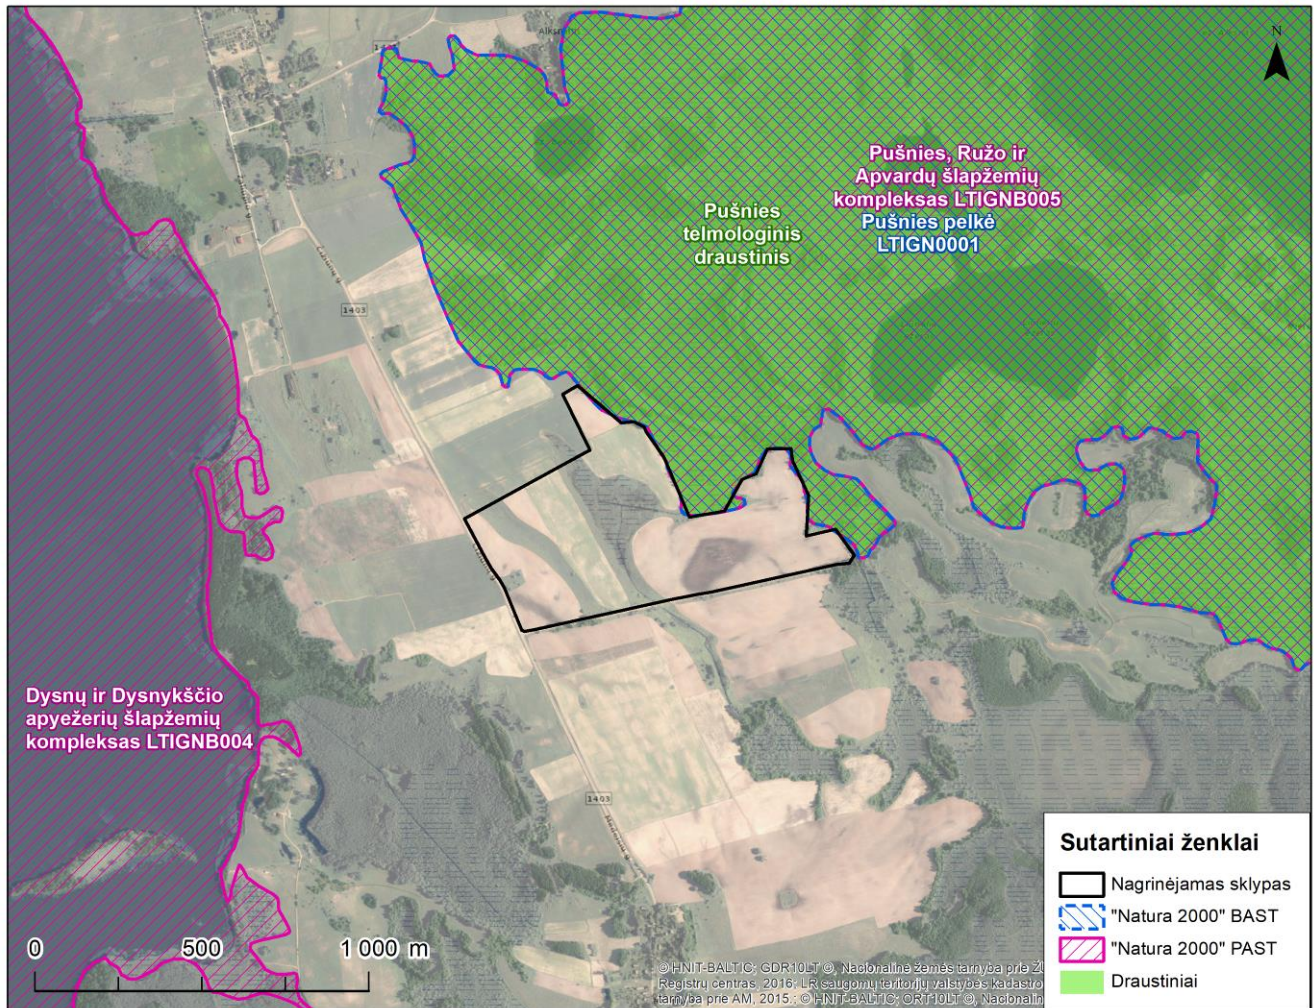 N
1403
Pušnies, Ružo ir
Apvardų šlapžemių
kompleksas LTIGNB005
Pušnies pelkė
LTIGN0001
Pušnies
telmologinis
draustinis
1403
Dysnų ir Dysnykščio
apyežerių šlapžemių
kompleksas LTIGNB004
1403
Sutartiniai ženklai
Nagrinėjamas sklypas
"Natura 2000" BAST
"Natura 2000" PAST
Draustiniai
0 500 1 000 m
© HNIT-BALTIC; GDR10LT ©, Nacionalinė žemės tarnyba prie
Registrų centras, 2016; LR saugomų teritorijų valstybės kadastro
tarnyba prie AM, 2015.; © HNIT-BALTIC; ORT10LT ©, Nacionalin